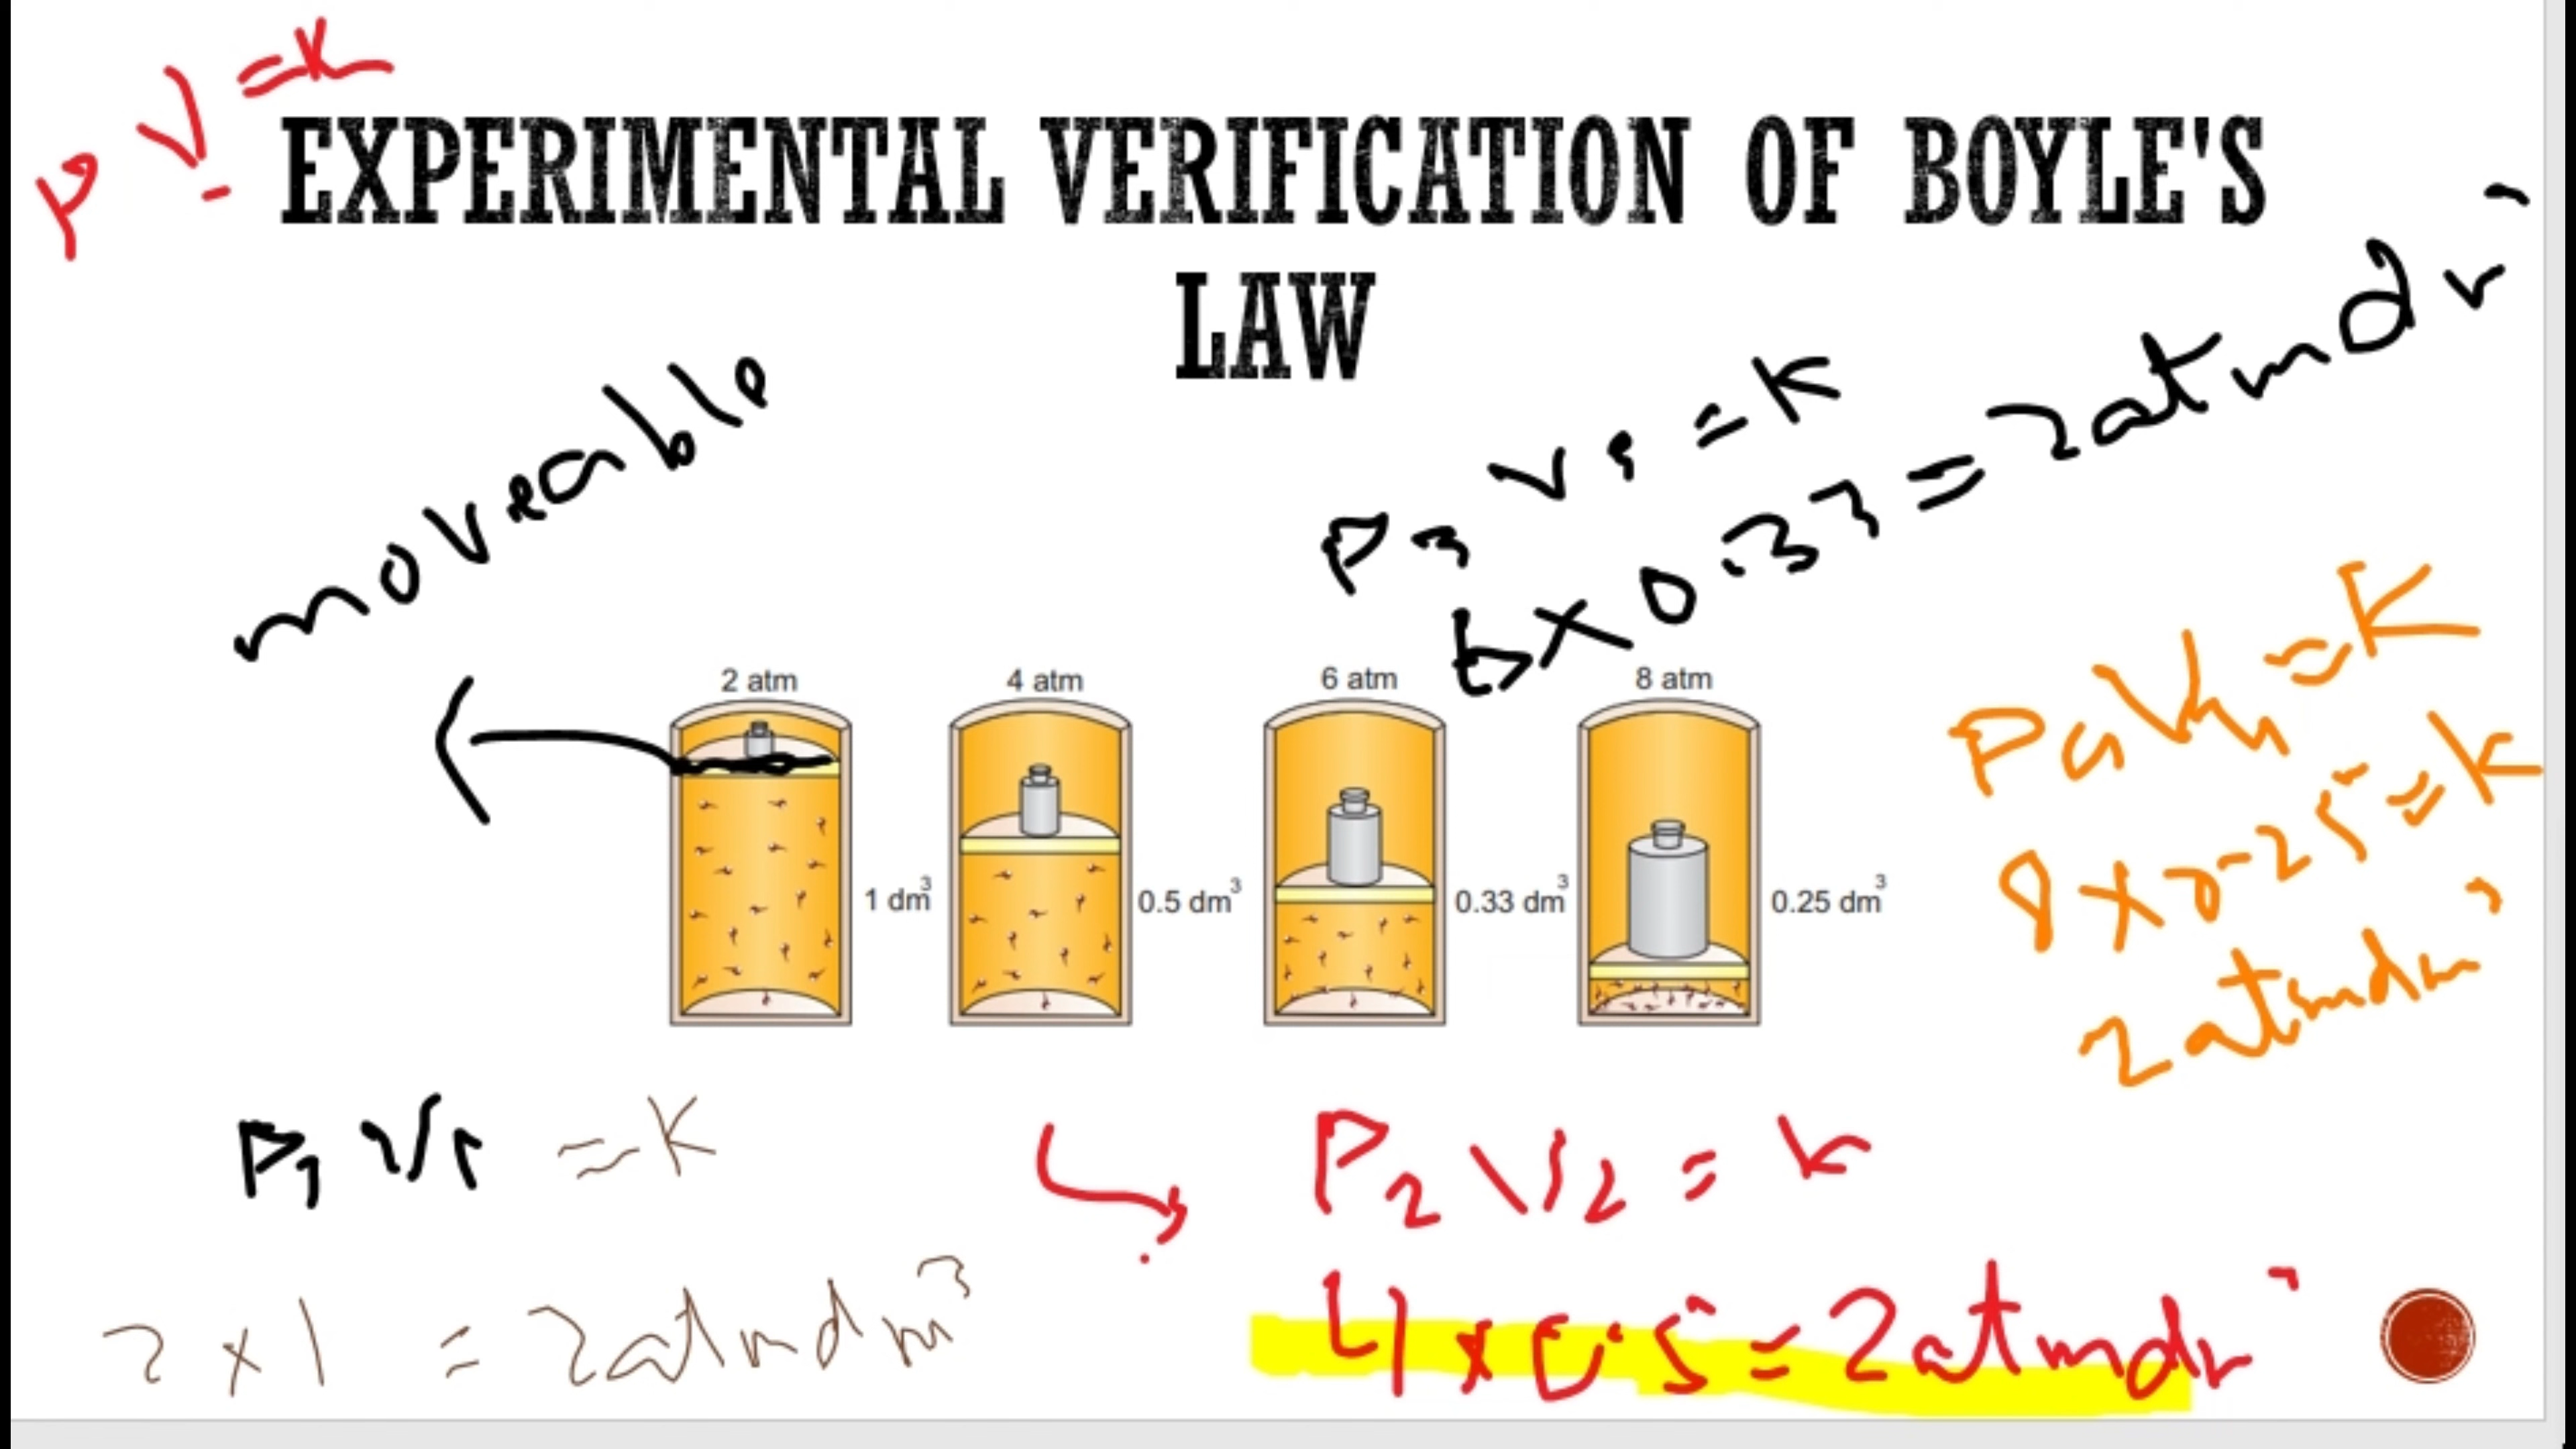 PV=K
EXPERIMENTAL VERIFICATION OF BOYLE'S
LAW
moveable
P3 V3 = K
6×0.33=2atmdm3
2 atm
4 atm
6 atm
8 atm
1 dm3
0.5 dm3
0.33 dm3
0.25 dm3
P4V4=K
8×0.25=K
2atmdm3
P1V1 = K
2×1 = 2atmdm3
P2V2=K
4×0.5=2atmdm3